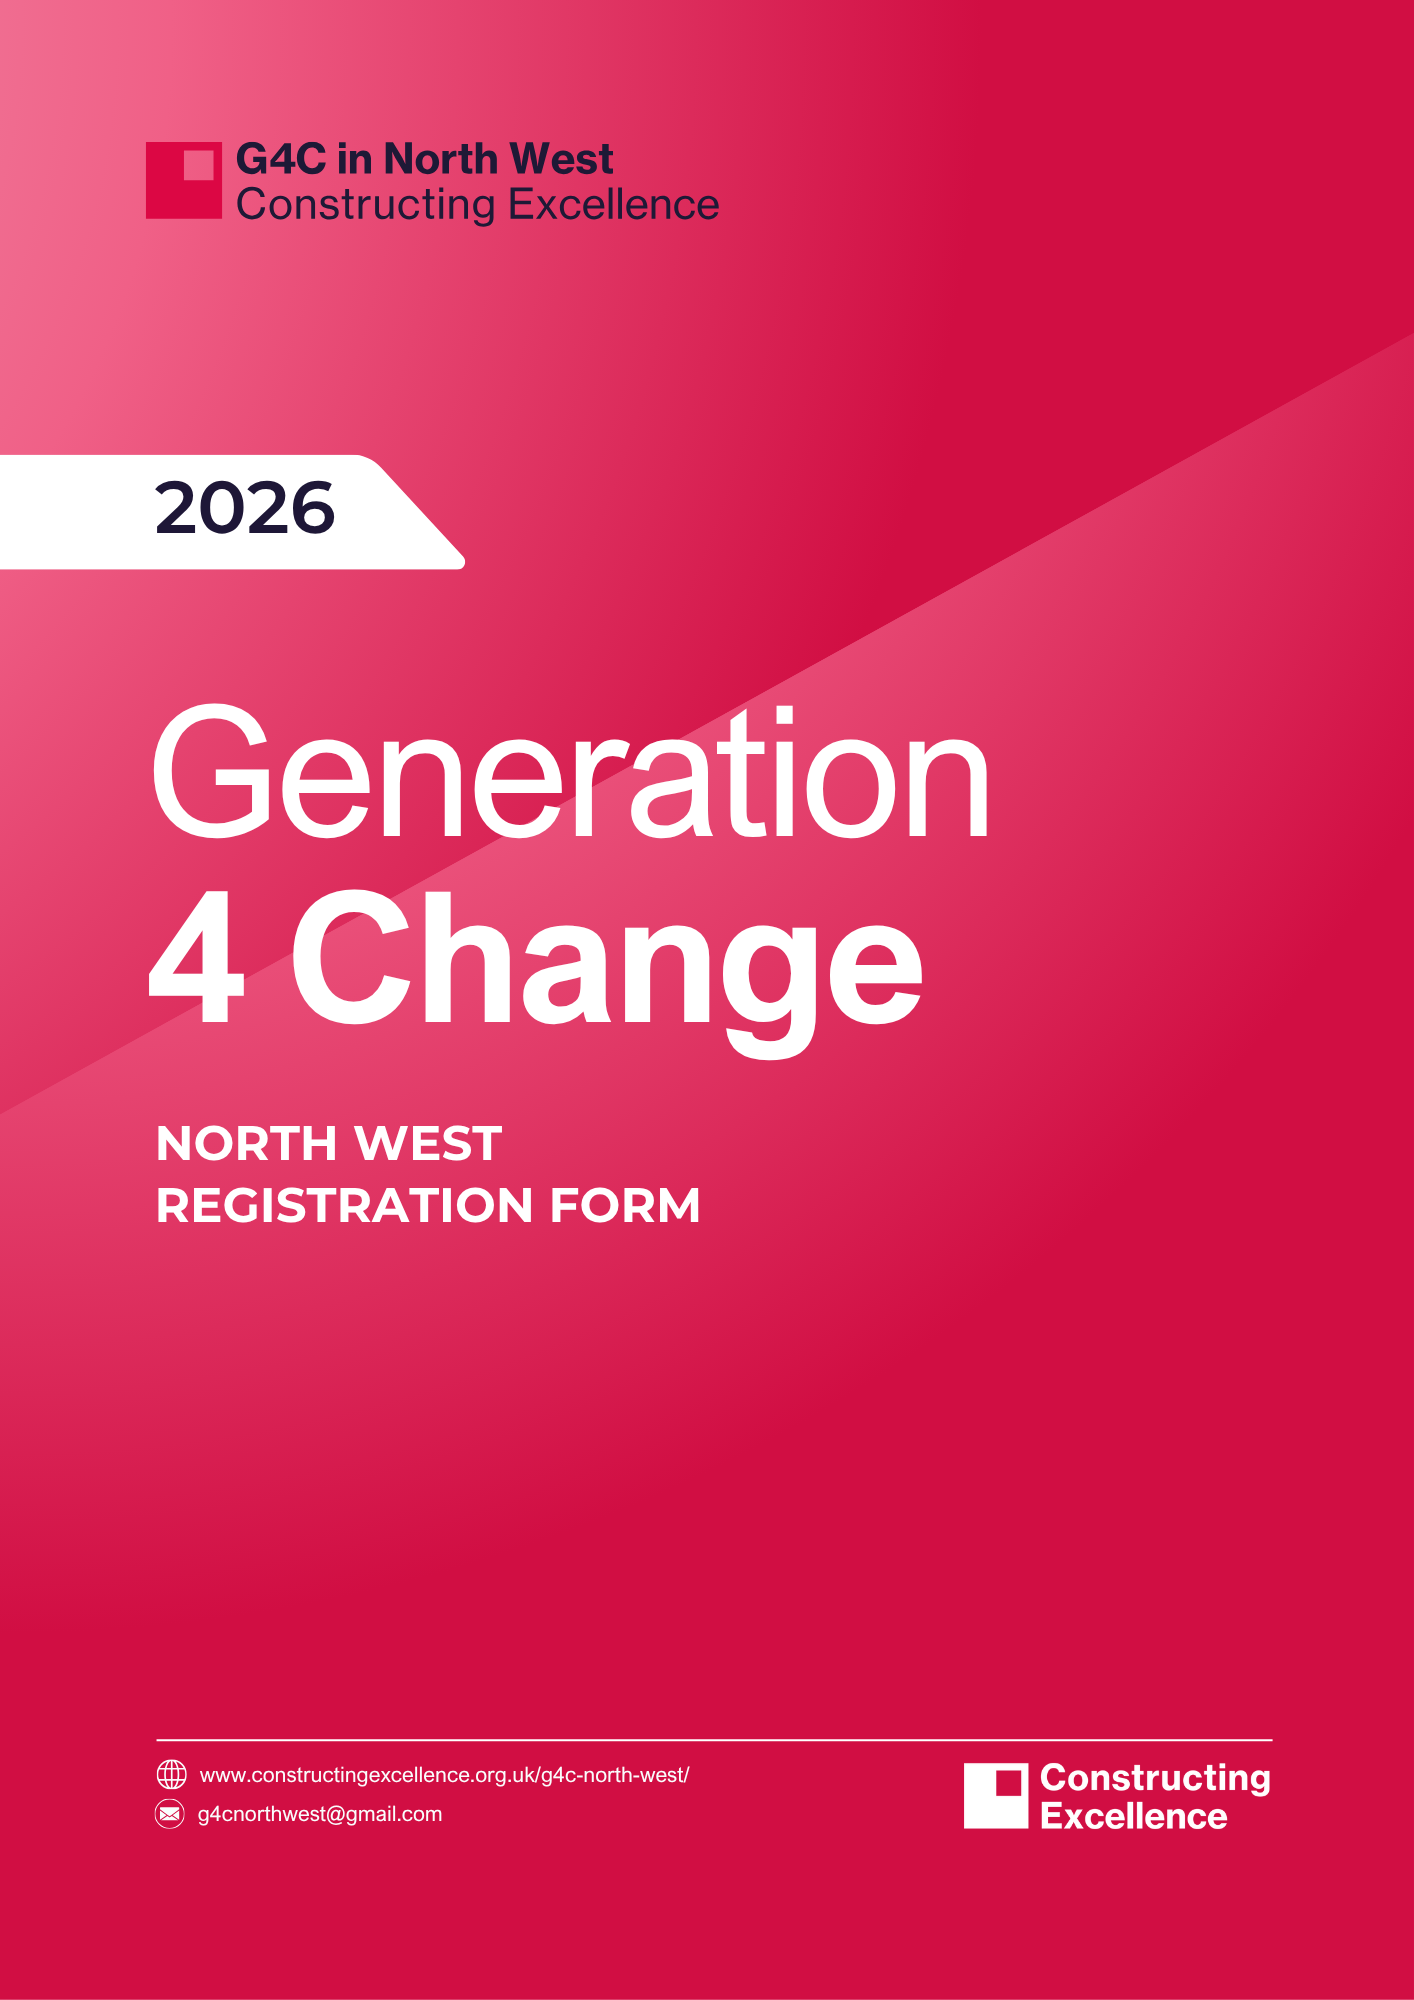 G4C in North West
Constructing Excellence
2026
Generation
4 Change
NORTH WEST
REGISTRATION FORM
www.constructingexcellence.org.uk/g4c-north-west/
g4cnorthwest@gmail.com
Constructing
Excellence